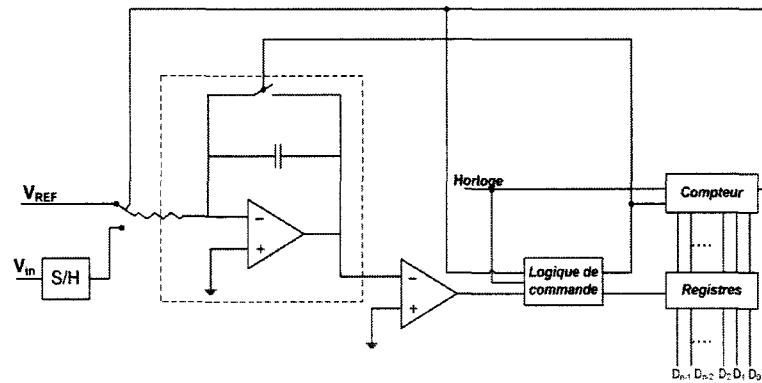 V_REF
V_in
S/H
−
+
−
+
Horloge
Logique de
commande
Compteur
....
Registres
....
D_n-1 D_n-2 D_2 D_1 D_0